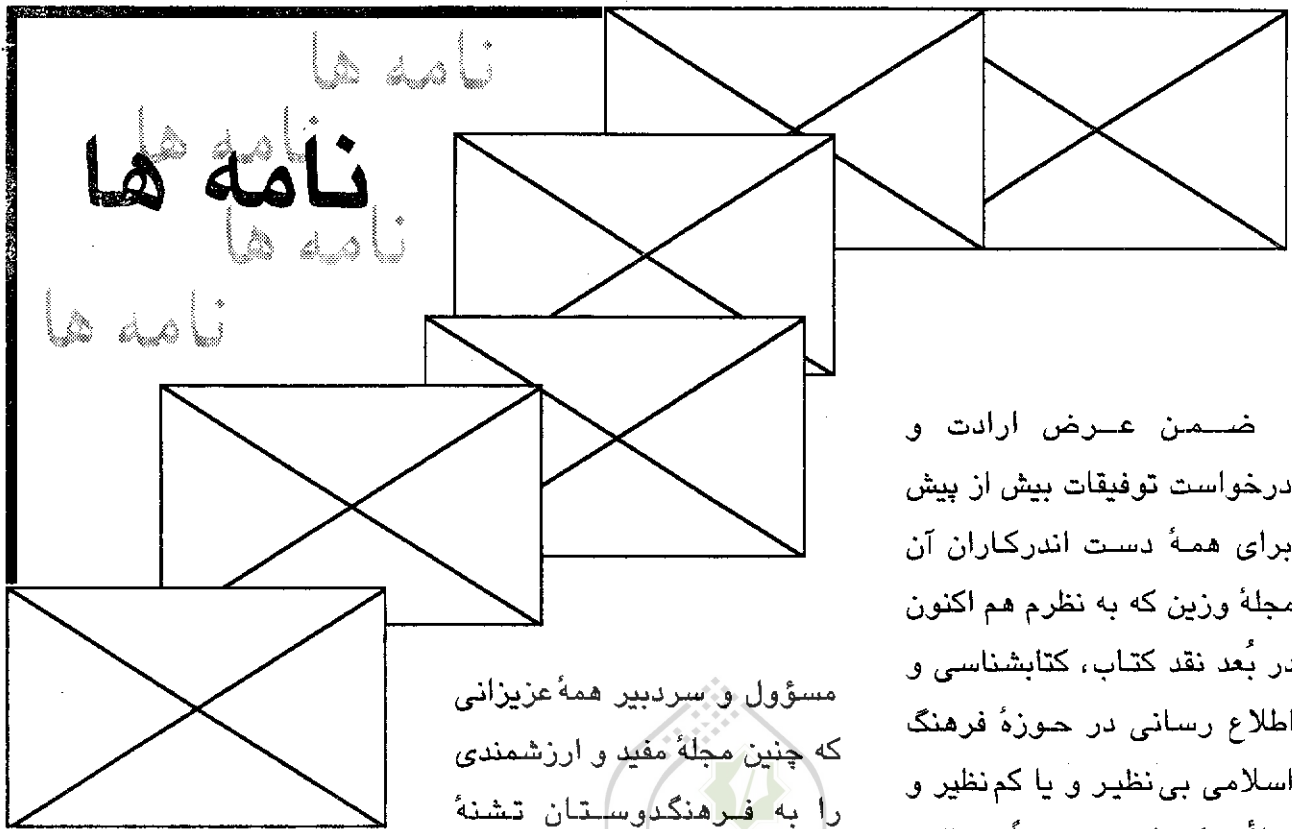 نامه ها
نامه ها
نامه ها
نامه ها
نامه ها
ضمن عرض ارادت و
درخواست توفیقات بیش از پیش
برای همهٔ دست اندرکاران آن
مجلهٔ وزین که به نظرم هم اکنون
در بُعد نقد کتاب، کتابشناسی و
اطلاع رسانی در حوزهٔ فرهنگ
اسلامی بی‌نظیر و یا کم‌نظیر و
مسؤول و سردبیر همهٔ عزیزانی
که چنین مجلهٔ مفید و ارزشمندی
را به فرهنگدوستان تشنهٔ